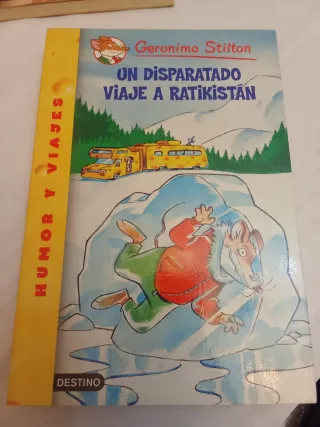 Geronimo Stilton
UN DISPARATADO
VIAJE A RATIKISTÁN
HUMOR Y VIAJES
DESTINO